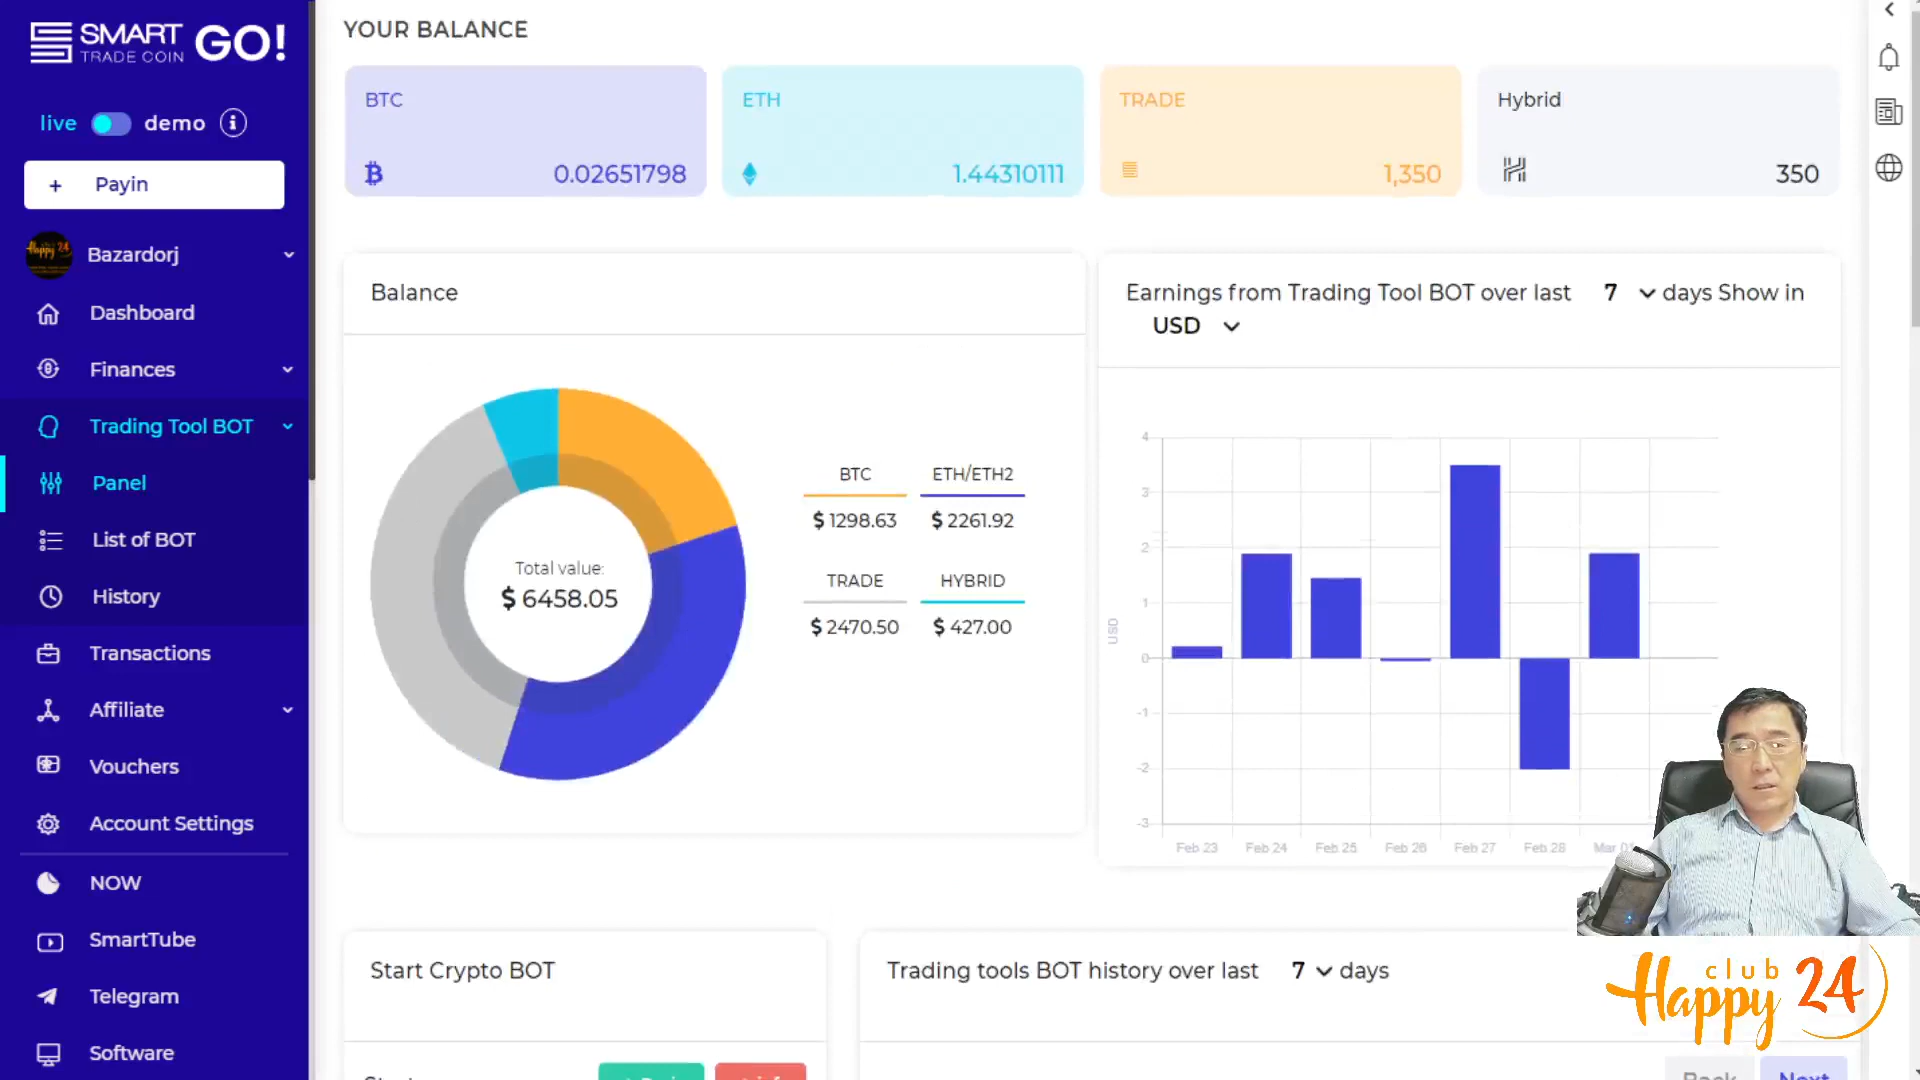 SMART
TRADE COIN
GO!
live demo
+ Payin
Happy 24
Bazardorj
Dashboard
Finances
Trading Tool BOT
Panel
List of BOT
History
Transactions
Affiliate
Vouchers
Account Settings
NOW
SmartTube
Telegram
Software
YOUR BALANCE
BTC
0.02651798
ETH
1.44310111
TRADE
1,350
Hybrid
350
Balance
Total value:
$ 6458.05
BTC ETH/ETH2
$ 1298.63 $ 2261.92
TRADE HYBRID
$ 2470.50 $ 427.00
Earnings from Trading Tool BOT over last 7 days Show in
USD
4
3
2
1
0
-1
-2
-3
USD
Feb 23 Feb 24 Feb 25 Feb 26 Feb 27 Feb 28 Mar
Start Crypto BOT
Trading tools BOT history over last 7 days
Back Next
club
Happy 24